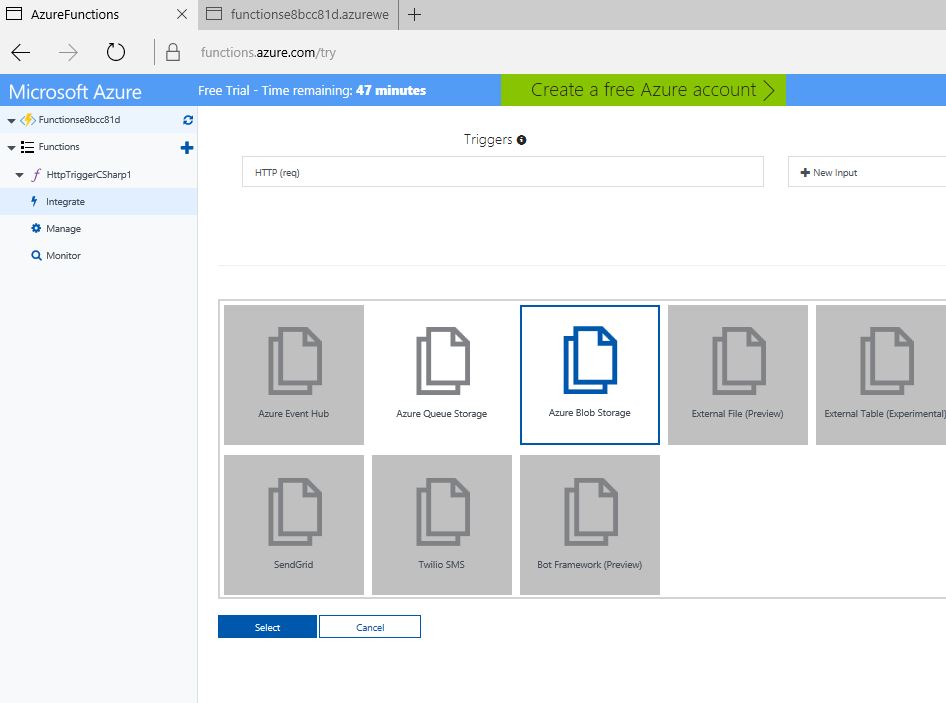 AzureFunctions
functionse8bcc81d.azurewe
functions.azure.com/try
Microsoft Azure
Free Trial - Time remaining: 47 minutes
Create a free Azure account
Functionse8bcc81d
Functions
HttpTriggerCSharp1
Integrate
Manage
Monitor
Triggers
HTTP (req)
New Input
Azure Event Hub
Azure Queue Storage
Azure Blob Storage
External File (Preview)
External Table (Experimental)
SendGrid
Twilio SMS
Bot Framework (Preview)
Select
Cancel